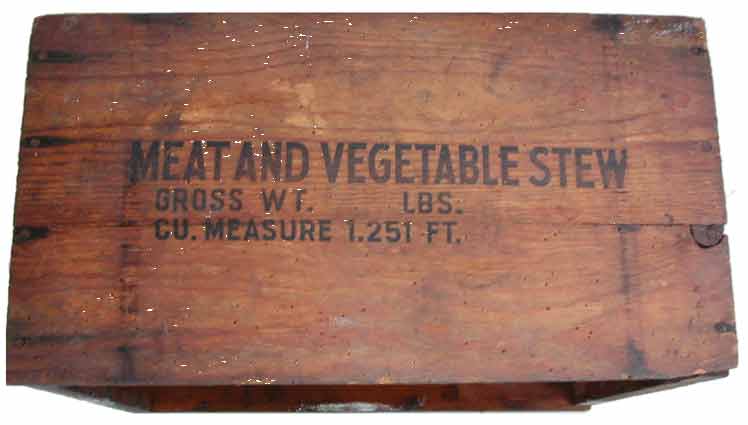 MEAT AND VEGETABLE STEW
GROSS WT. LBS.
CU. MEASURE 1.251 FT.